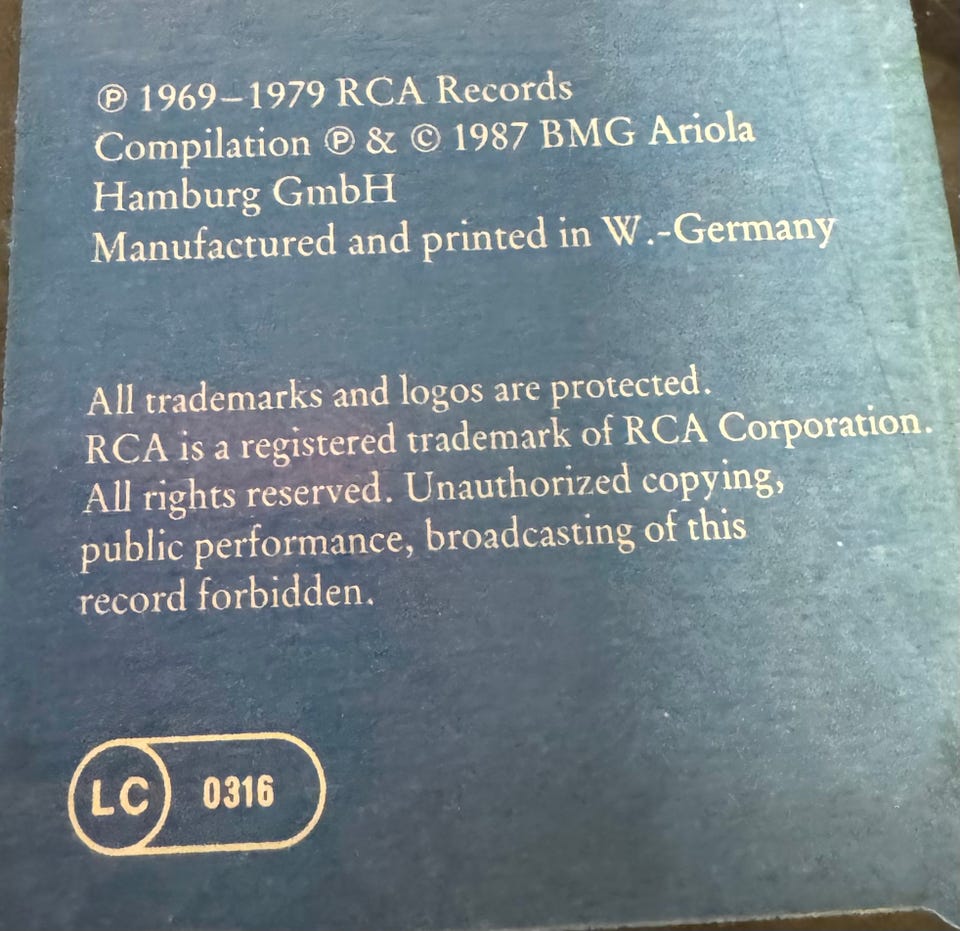 ℗ 1969–1979 RCA Records
Compilation ℗ & © 1987 BMG Ariola
Hamburg GmbH
Manufactured and printed in W.-Germany
All trademarks and logos are protected.
RCA is a registered trademark of RCA Corporation.
All rights reserved. Unauthorized copying,
public performance, broadcasting of this
record forbidden.
LC 0316